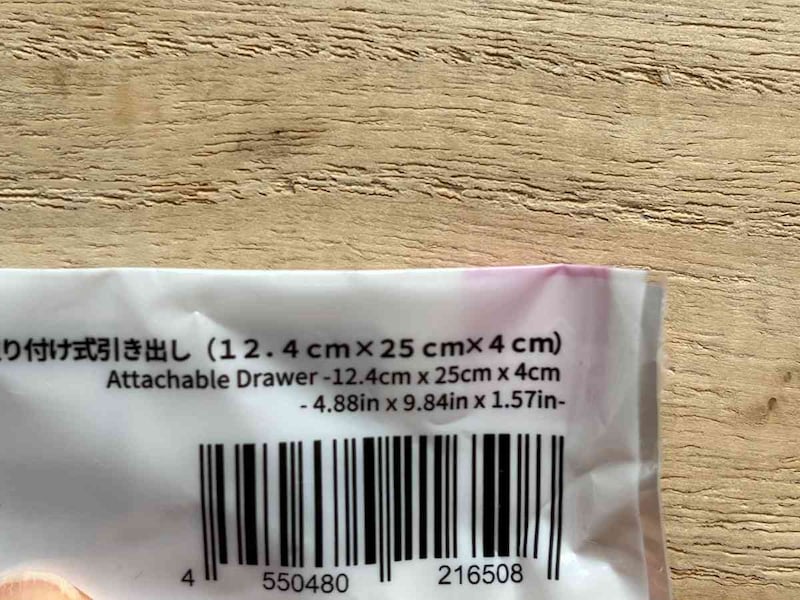 り付け式引き出し（１２.４ｃｍ×25ｃｍ×４ｃｍ）
Attachable Drawer -12.4cm x 25cm x 4cm
- 4.88in x 9.84in x 1.57in-
4 550480 216508